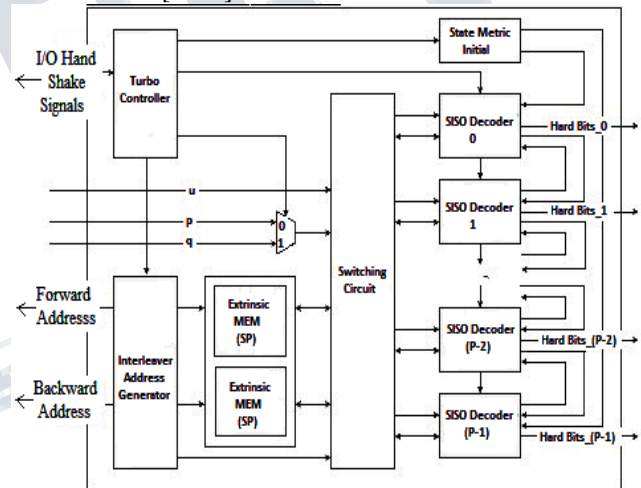 State Metric
Initial
I/O Hand
Shake
Signals
Turbo
Controller
SISO Decoder
0
Hard Bits_0
u
p
q
0
1
SISO Decoder
1
Hard Bits_1
Switching
Circuit
Forward
Addresss
Extrinsic
MEM
(SP)
SISO Decoder
(P-2)
Hard Bits_(P-2)
Interleaver
Address
Generator
Backward
Address
Extrinsic
MEM
(SP)
SISO Decoder
(P-1)
Hard Bits_(P-1)